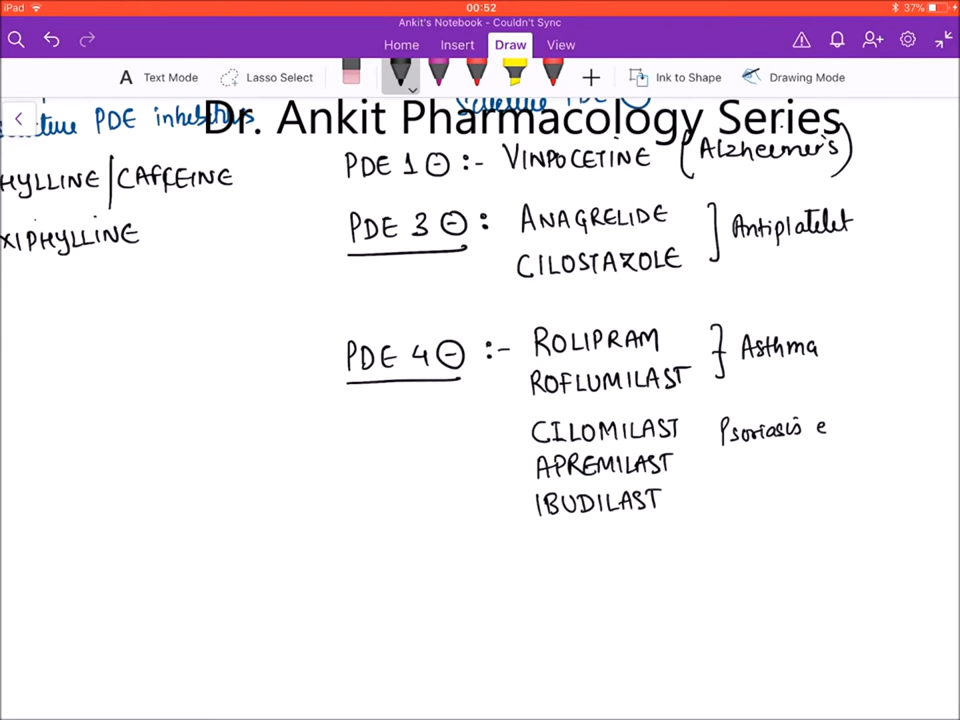 iPad 00:52 37%
Ankit's Notebook - Couldn't Sync
Home Insert Draw View
A Text Mode Lasso Select Ink to Shape Drawing Mode
PDE inhibitors
Dr. Ankit Pharmacology Series
HYLLINE / CAFFEINE
XIPHYLLINE
PDE 1 ⊖ :- VINPOCETINE (Alzheimer's)
PDE 3 ⊖ : ANAGRELIDE
CILOSTAZOLE
] Antiplatelet
PDE 4 ⊖ :- ROLIPRAM
ROFLUMILAST
} Asthma
CILOMILAST Psoriasis e
APREMILAST
IBUDILAST